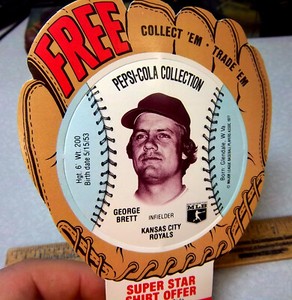 FREE
COLLECT 'EM • TRADE 'EM
PEPSI-COLA COLLECTION
Hgt. 6' Wt. 200
Birth date 5/15/53
Born: Glendale, W.Va.
GEORGE
BRETT
INFIELDER
KANSAS CITY
ROYALS
MLB
SUPER STAR
SHIRT OFFER